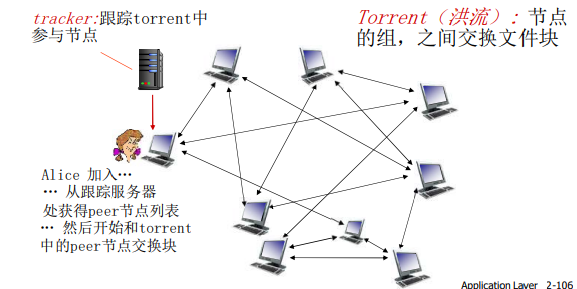 tracker:跟踪torrent中
参与节点
Torrent（洪流）: 节点
的组，之间交换文件块
Alice 加入…
… 从跟踪服务器
处获得peer节点列表
… 然后开始和torrent
中的peer节点交换块
Application Layer 2-106